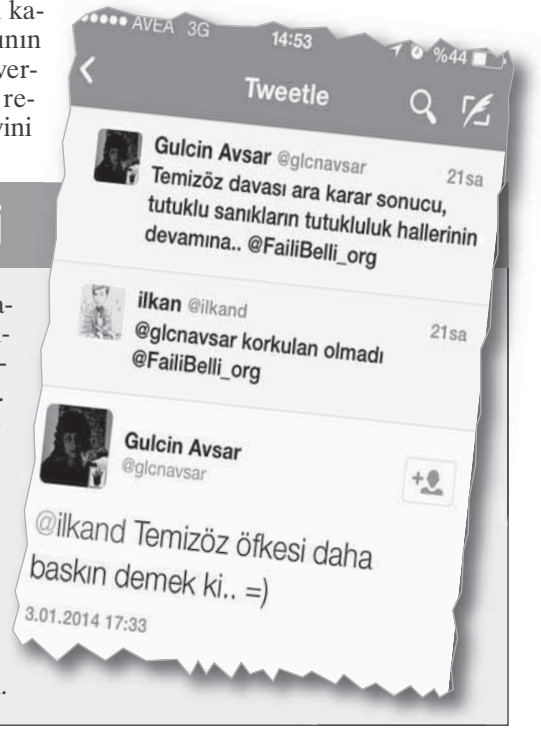 ka-
ının
ver-
re-
vini
AVEA 3G 14:53 %44
Tweetle
Gulcin Avsar @glcnavsar 21sa
Temizöz davası ara karar sonucu,
tutuklu sanıkların tutukluluk hallerinin
devamına.. @FailiBelli_org
ilkan @ilkand 21sa
@glcnavsar korkulan olmadı
@FailiBelli_org
Gulcin Avsar
@glcnavsar
@ilkand Temizöz öfkesi daha
baskın demek ki.. =)
3.01.2014 17:33